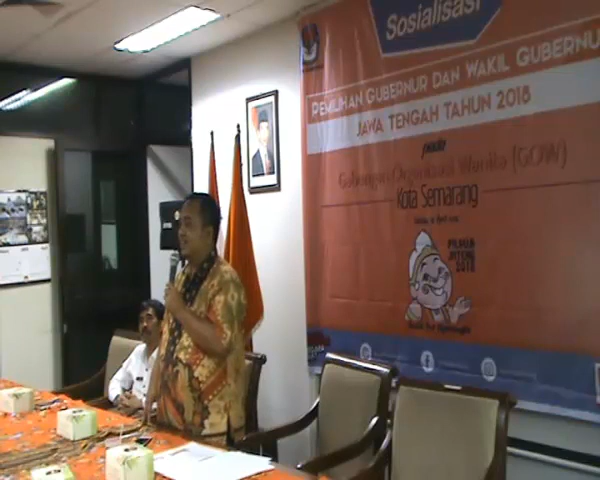 Sosialisasi
PEMILIHAN GUBERNUR DAN WAKIL GUBERNUR
JAWA TENGAH TAHUN 2018
pada
Gabungan Organisasi Wanita (GOW)
Kota Semarang
PILKADA
JATENG
2018